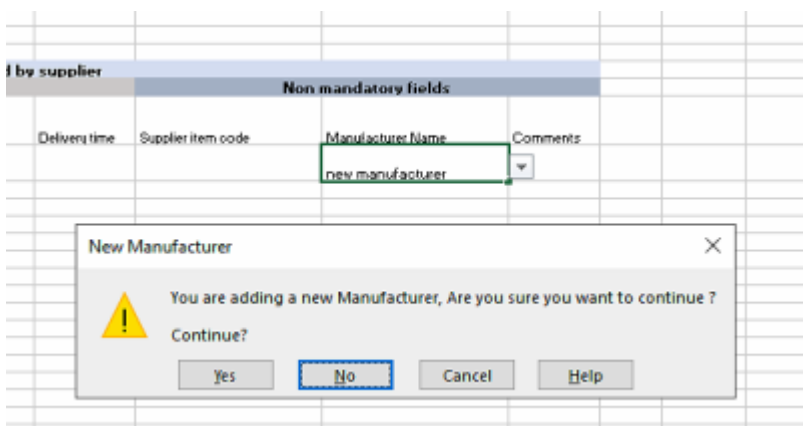 d by supplier
Non mandatory fields
Delivery time Supplier item code Manufacturer Name Comments
new manufacturer
New Manufacturer
You are adding a new Manufacturer, Are you sure you want to continue ?
Continue?
Yes No Cancel Help